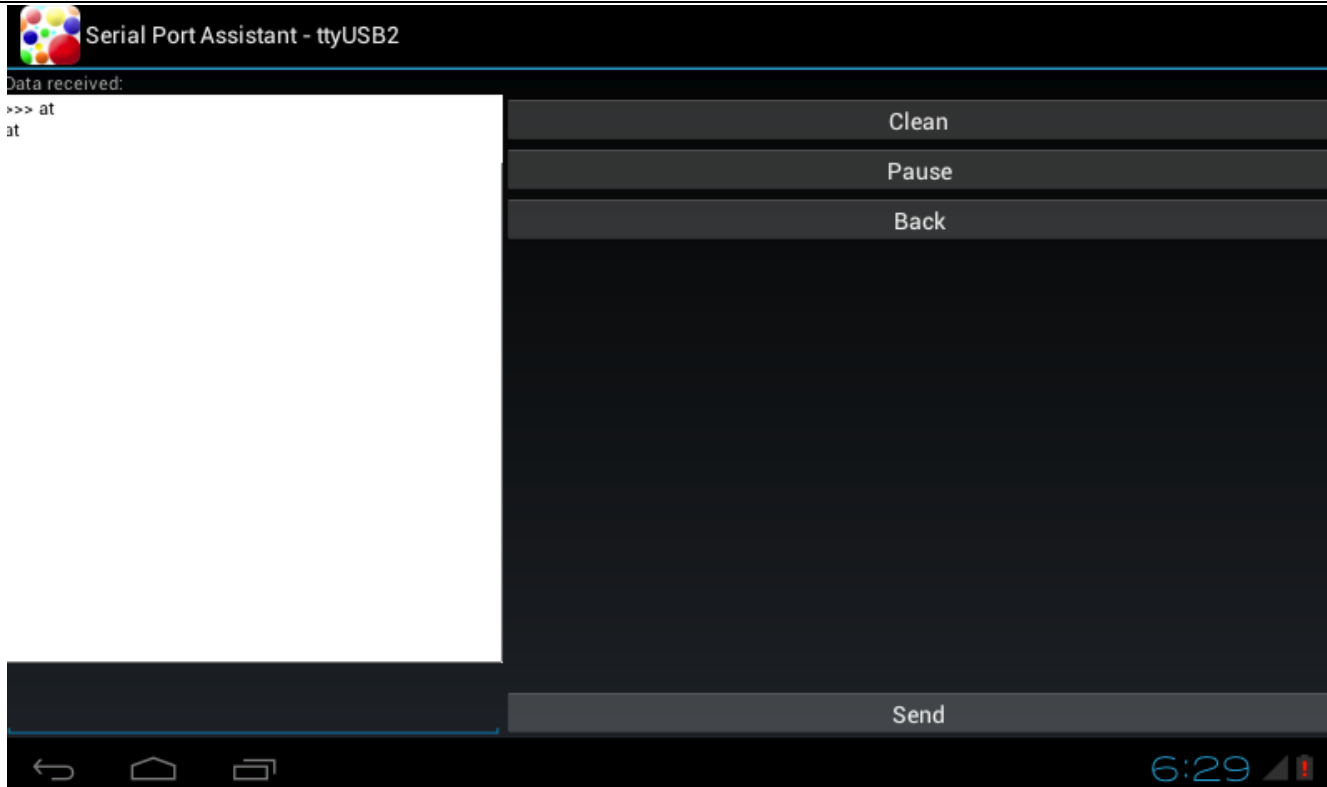 Serial Port Assistant - ttyUSB2
Data received:
>>> at
at
Clean
Pause
Back
Send
6:29